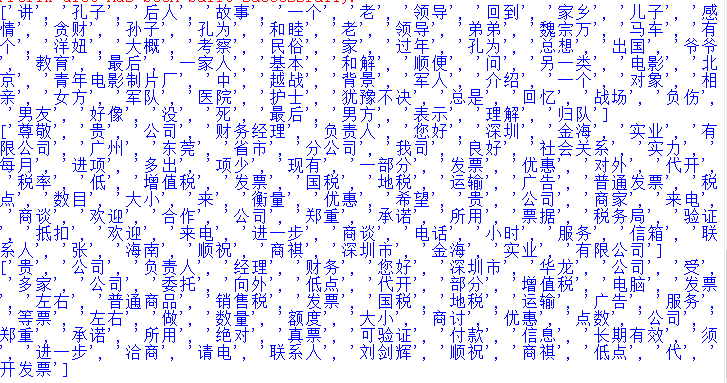 ['讲', '孔子', '后人', '故事', '一个', '老', '领导', '回到', '家乡', '儿子', '感
情', '贪财', '孙子', '孔为', '和睦', '老', '领导', '弟弟', '魏宗万', '马车', '有
个', '洋妞', '大概', '考察', '民俗', '家', '过年', '孔为', '总想', '出国', '爷爷
', '教育', '最后', '一家人', '基本', '和解', '顺便', '问', '另一类', '电影', '北
京', '青年电影制片厂', '中', '越战', '背景', '军人', '介绍', '一个', '对象', '相
亲', '女方', '军队', '医院', '护士', '犹豫不决', '总是', '回忆', '战场', '负伤'
, '男友', '好像', '没', '死', '最后', '男方', '表示', '理解', '归队']
['尊敬', '贵', '公司', '财务经理', '负责人', '您好', '深圳', '金海', '实业', '有
限公司', '广州', '东莞', '省市', '分公司', '我司', '良好', '社会关系', '实力', '
每月', '进项', '多出', '项少', '现有', '一部分', '发票', '优惠', '对外', '代开',
'税率', '低', '增值税', '发票', '国税', '地税', '运输', '广告', '普通发票', '税
点', '数目', '大小', '来', '衡量', '优惠', '希望', '贵', '公司', '商家', '来电',
'商谈', '欢迎', '合作', '公司', '郑重', '承诺', '所用', '票据', '税务局', '验证
', '抵扣', '欢迎', '来电', '进一步', '商谈', '电话', '小时', '服务', '信箱', '联
系人', '张', '海南', '顺祝', '商祺', '深圳市', '金海', '实业', '有限公司']
['贵', '公司', '负责人', '经理', '财务', '您好', '深圳市', '华龙', '公司', '受',
'多家', '公司', '委托', '向外', '低点', '代开', '部分', '增值税', '电脑', '发票
', '左右', '普通商品', '销售税', '发票', '国税', '地税', '运输', '广告', '服务',
'等票', '左右', '做', '数量', '额度', '大小', '商讨', '优惠', '点数', '公司', '
郑重', '承诺', '所用', '绝对', '真票', '可验证', '付款', '信息', '长期有效', '须
', '进一步', '洽商', '请电', '联系人', '刘剑辉', '顺祝', '商祺', '低点', '代', '
开发票']